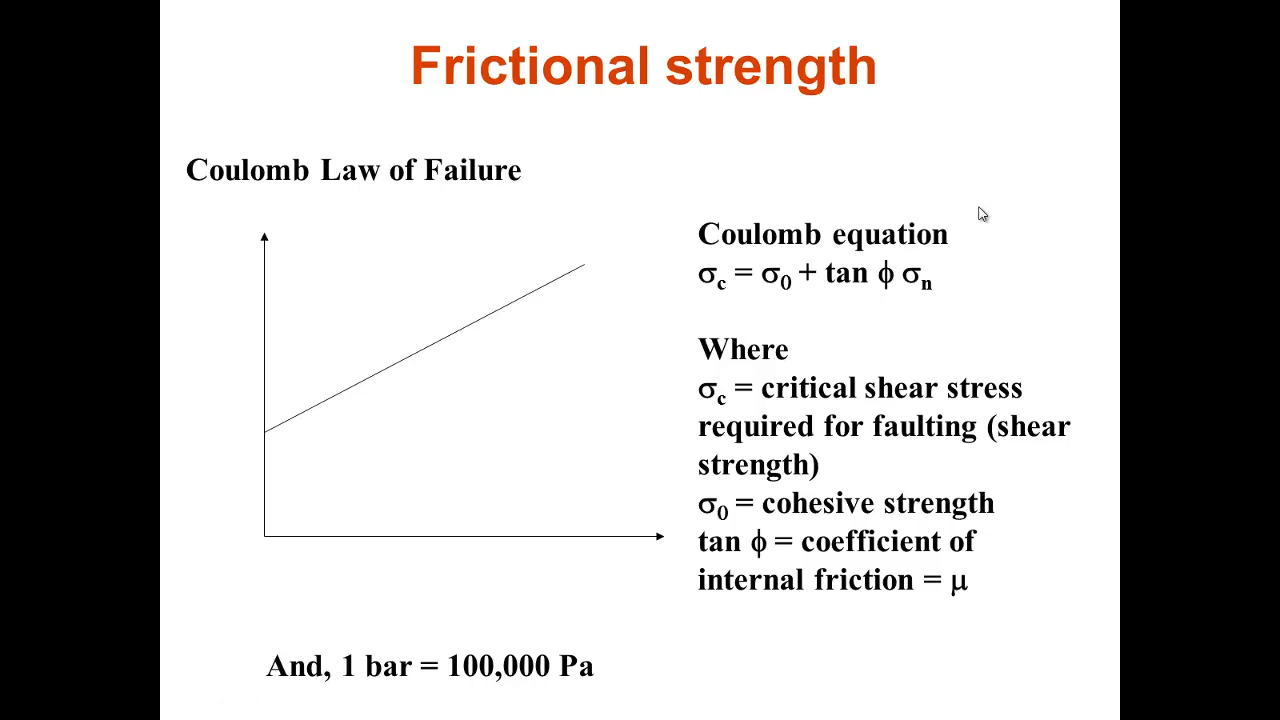 Frictional strength
Coulomb Law of Failure
Coulomb equation
σc = σ0 + tan ϕ σn
Where
σc = critical shear stress
required for faulting (shear
strength)
σ0 = cohesive strength
tan ϕ = coefficient of
internal friction = μ
And, 1 bar = 100,000 Pa